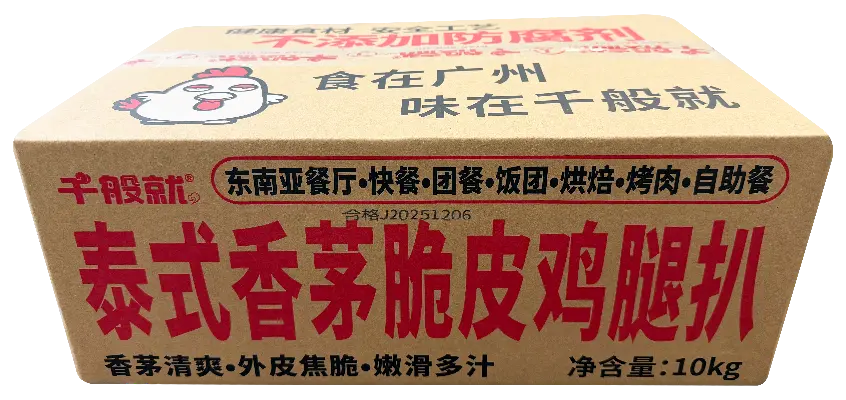 健康食材 安全工艺
不添加防腐剂
食在广州
味在千般就
千般就®
东南亚餐厅•快餐•团餐•饭团•烘焙•烤肉•自助餐
合格J20251206
泰式香茅脆皮鸡腿扒
香茅清爽•外皮焦脆•嫩滑多汁
净含量:10kg